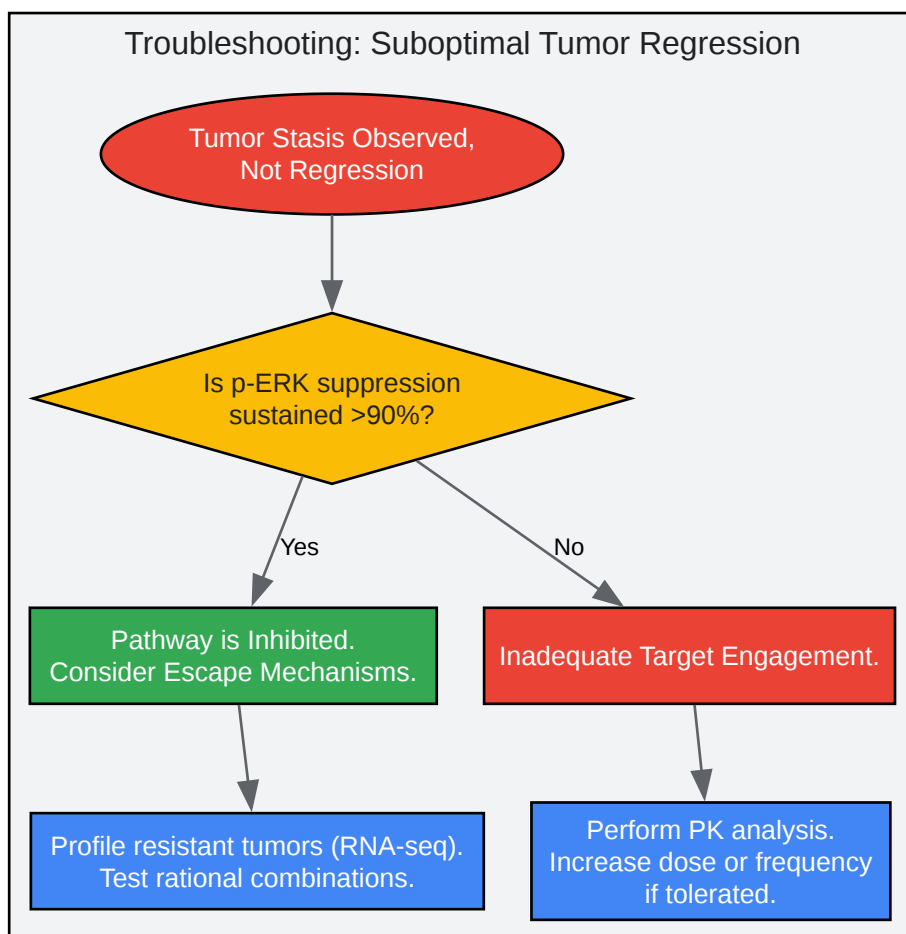 Troubleshooting: Suboptimal Tumor Regression
Tumor Stasis Observed,
Not Regression
Is p-ERK suppression
sustained >90%?
Yes
No
Pathway is Inhibited.
Consider Escape Mechanisms.
Inadequate Target Engagement.
Profile resistant tumors (RNA-seq).
Test rational combinations.
Perform PK analysis.
Increase dose or frequency
if tolerated.